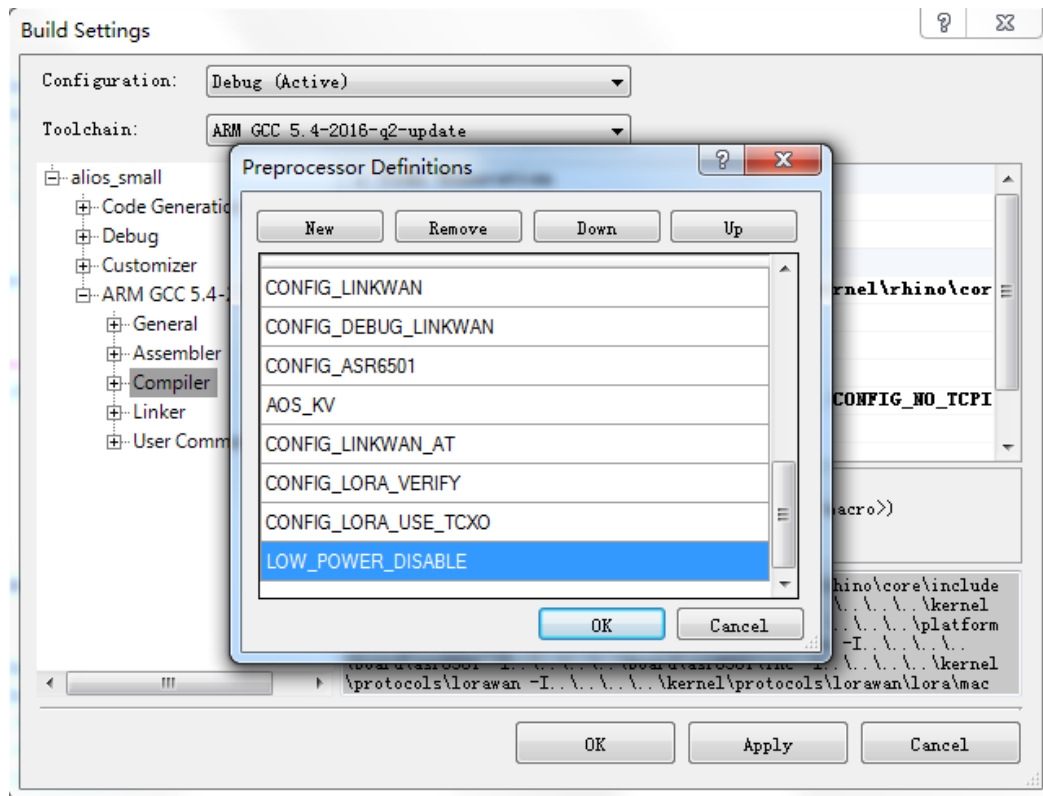 Build Settings
Configuration: Debug (Active)
Toolchain: ARM GCC 5.4-2016-q2-update
Preprocessor Definitions
alios_small
Code Generatio
Debug
Customizer
ARM GCC 5.4-
General
Assembler
Compiler
Linker
User Comm
New Remove Down Up
CONFIG_LINKWAN
CONFIG_DEBUG_LINKWAN
CONFIG_ASR6501
AOS_KV
CONFIG_LINKWAN_AT
CONFIG_LORA_VERIFY
CONFIG_LORA_USE_TCXO
LOW_POWER_DISABLE
OK Cancel
rnel\rhino\cor
CONFIG_NO_TCPI
acro>)
hino\core\include
\..\..\..\kernel
..\..\..\platform
-I..\..\..\..
\..\..\..\kernel
\protocols\lorawan -I..\..\..\..\kernel\protocols\lorawan\lora\mac
OK Apply Cancel